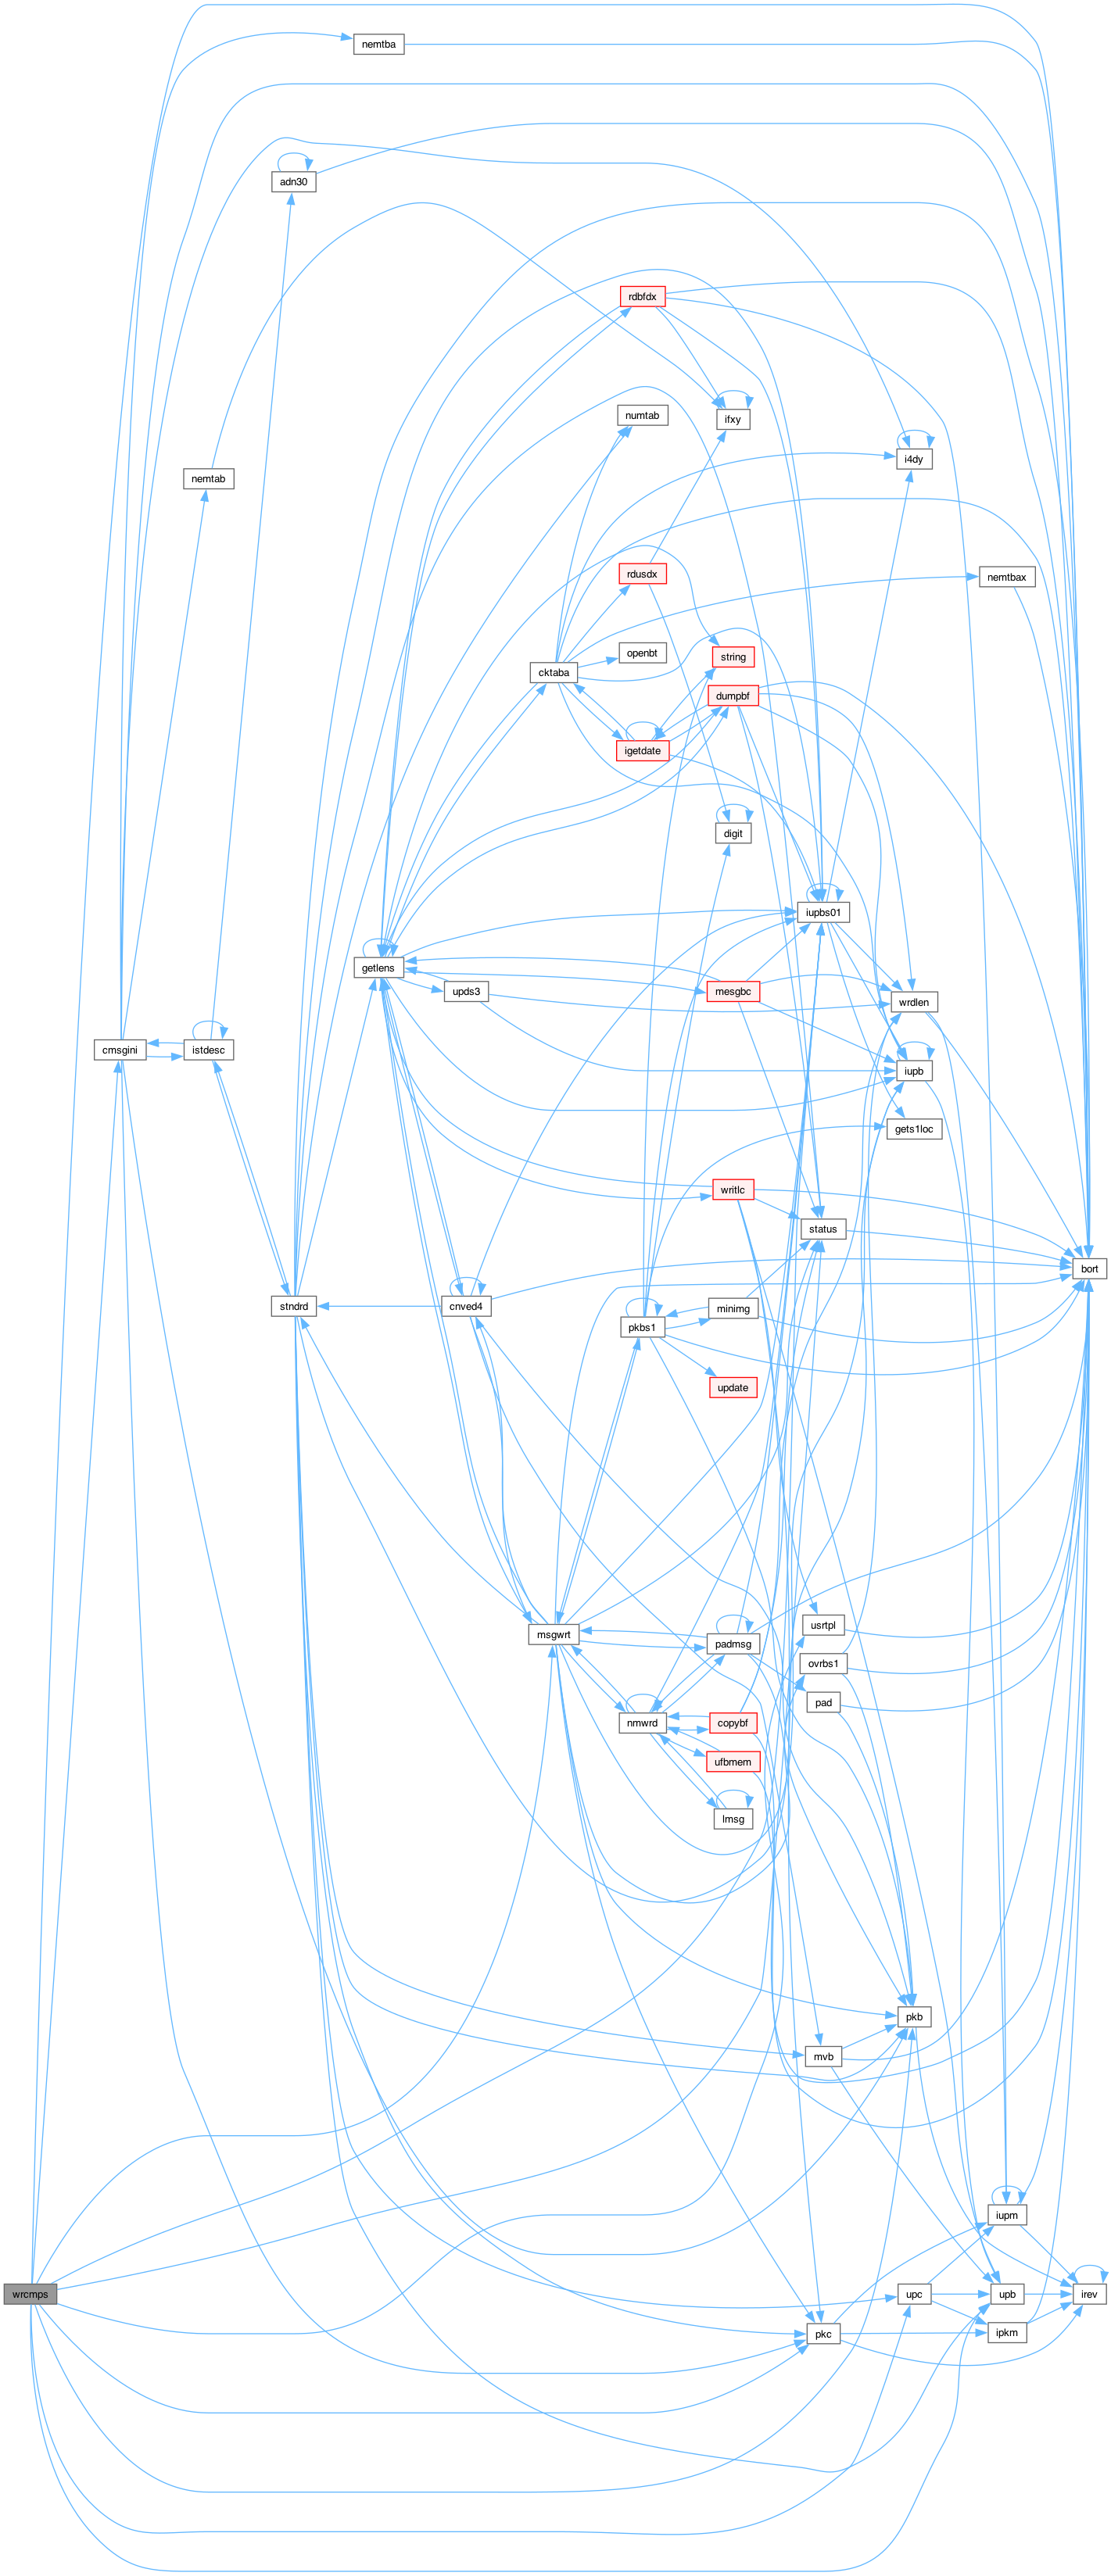 nemtba
adn30
rdbfdx
numtab
ifxy
i4dy
nemtab
rdusdx
nemtbax
openbt
string
cktaba
dumpbf
igetdate
digit
iupbs01
getlens
upds3
mesgbc
wrdlen
cmsgini
istdesc
iupb
gets1loc
writlc
status
bort
stndrd
cnved4
minimg
pkbs1
update
usrtpl
msgwrt
padmsg
ovrbs1
pad
nmwrd
copybf
ufbmem
lmsg
pkb
mvb
iupm
wrcmps
upc
upb
irev
pkc
ipkm